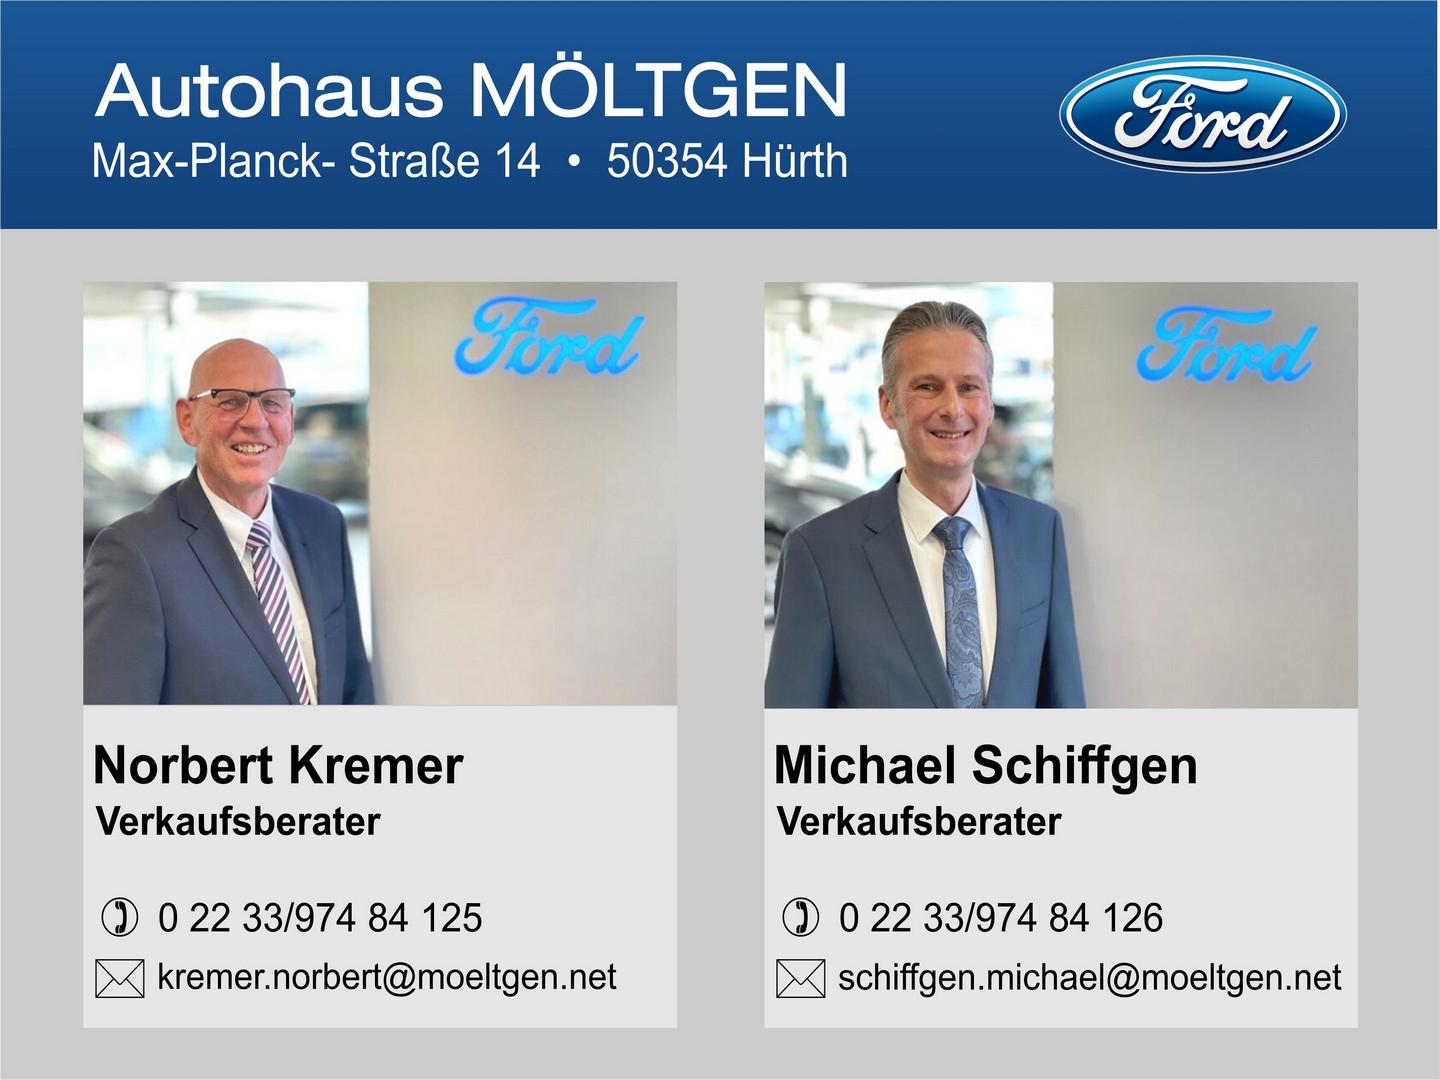 Autohaus MÖLTGEN
Max-Planck- Straße 14 • 50354 Hürth
Ford
Ford
Ford
Norbert Kremer
Verkaufsberater
0 22 33/974 84 125
kremer.norbert@moeltgen.net
Michael Schiffgen
Verkaufsberater
0 22 33/974 84 126
schiffgen.michael@moeltgen.net